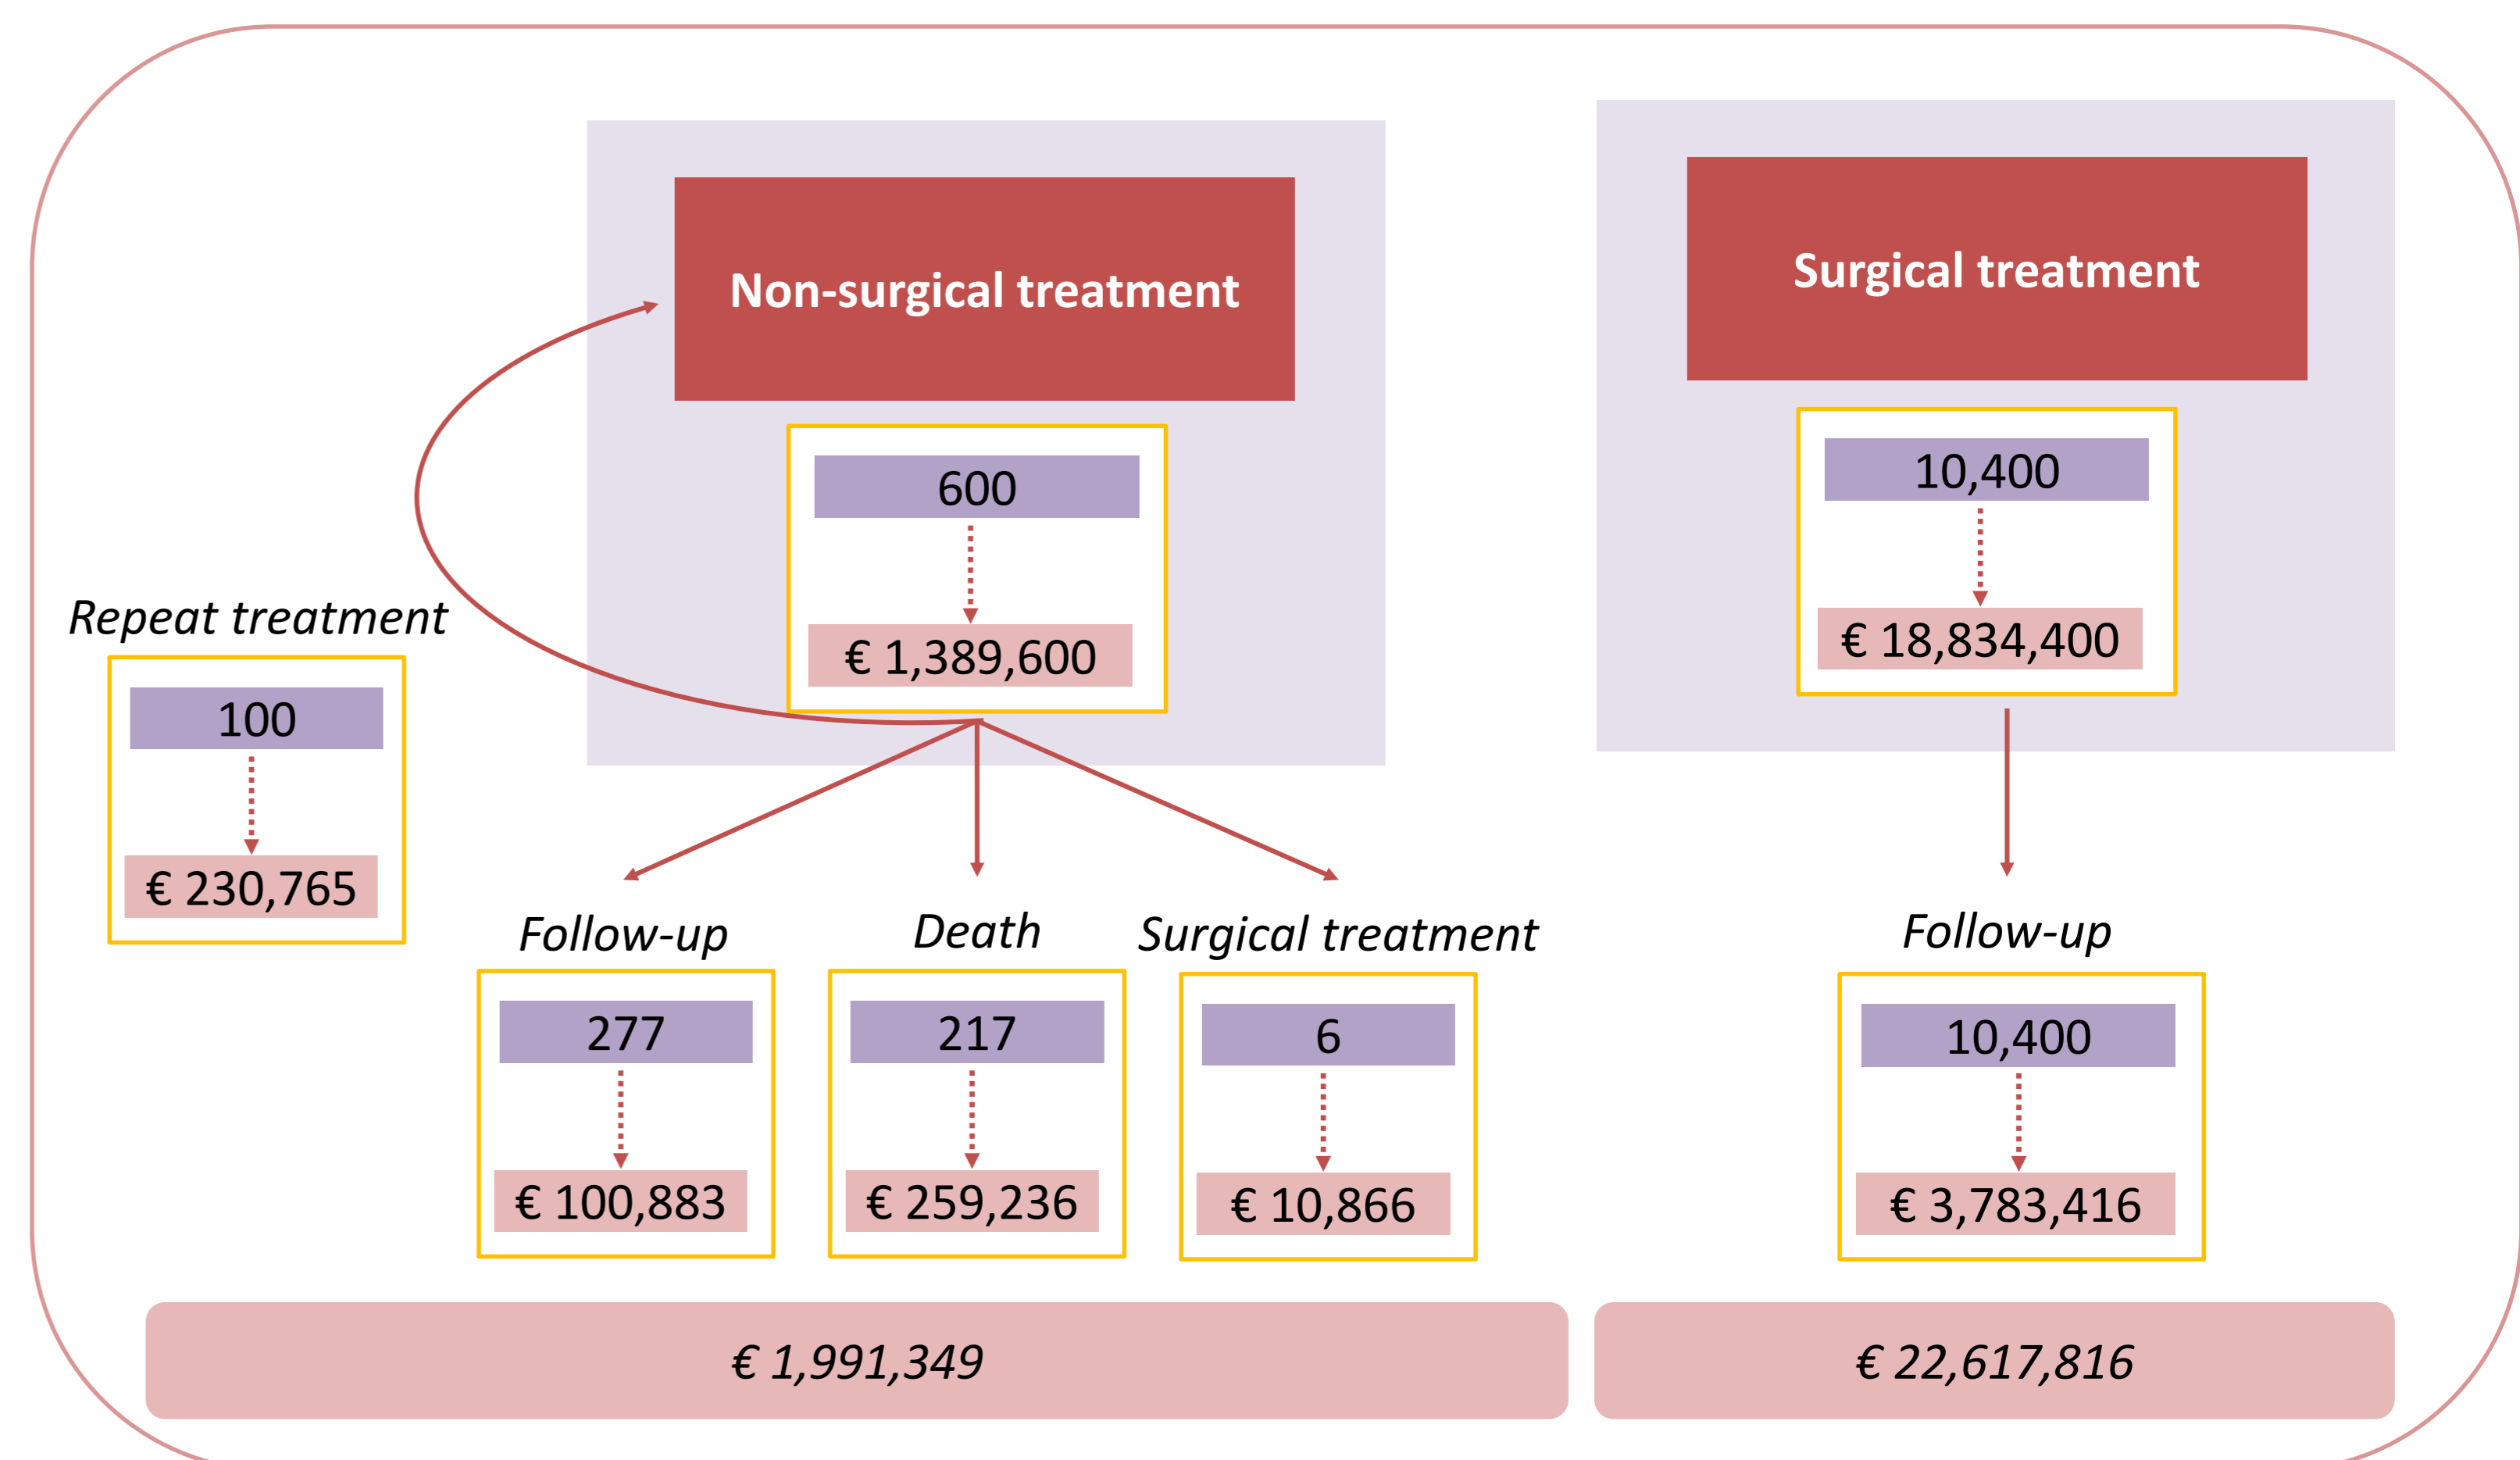 Non-surgical treatment
600
€ 1,389,600
Surgical treatment
10,400
€ 18,834,400
Repeat treatment
100
€ 230,765
Follow-up
277
€ 100,883
Death
217
€ 259,236
Surgical treatment
6
€ 10,866
Follow-up
10,400
€ 3,783,416
€ 1,991,349
€ 22,617,816